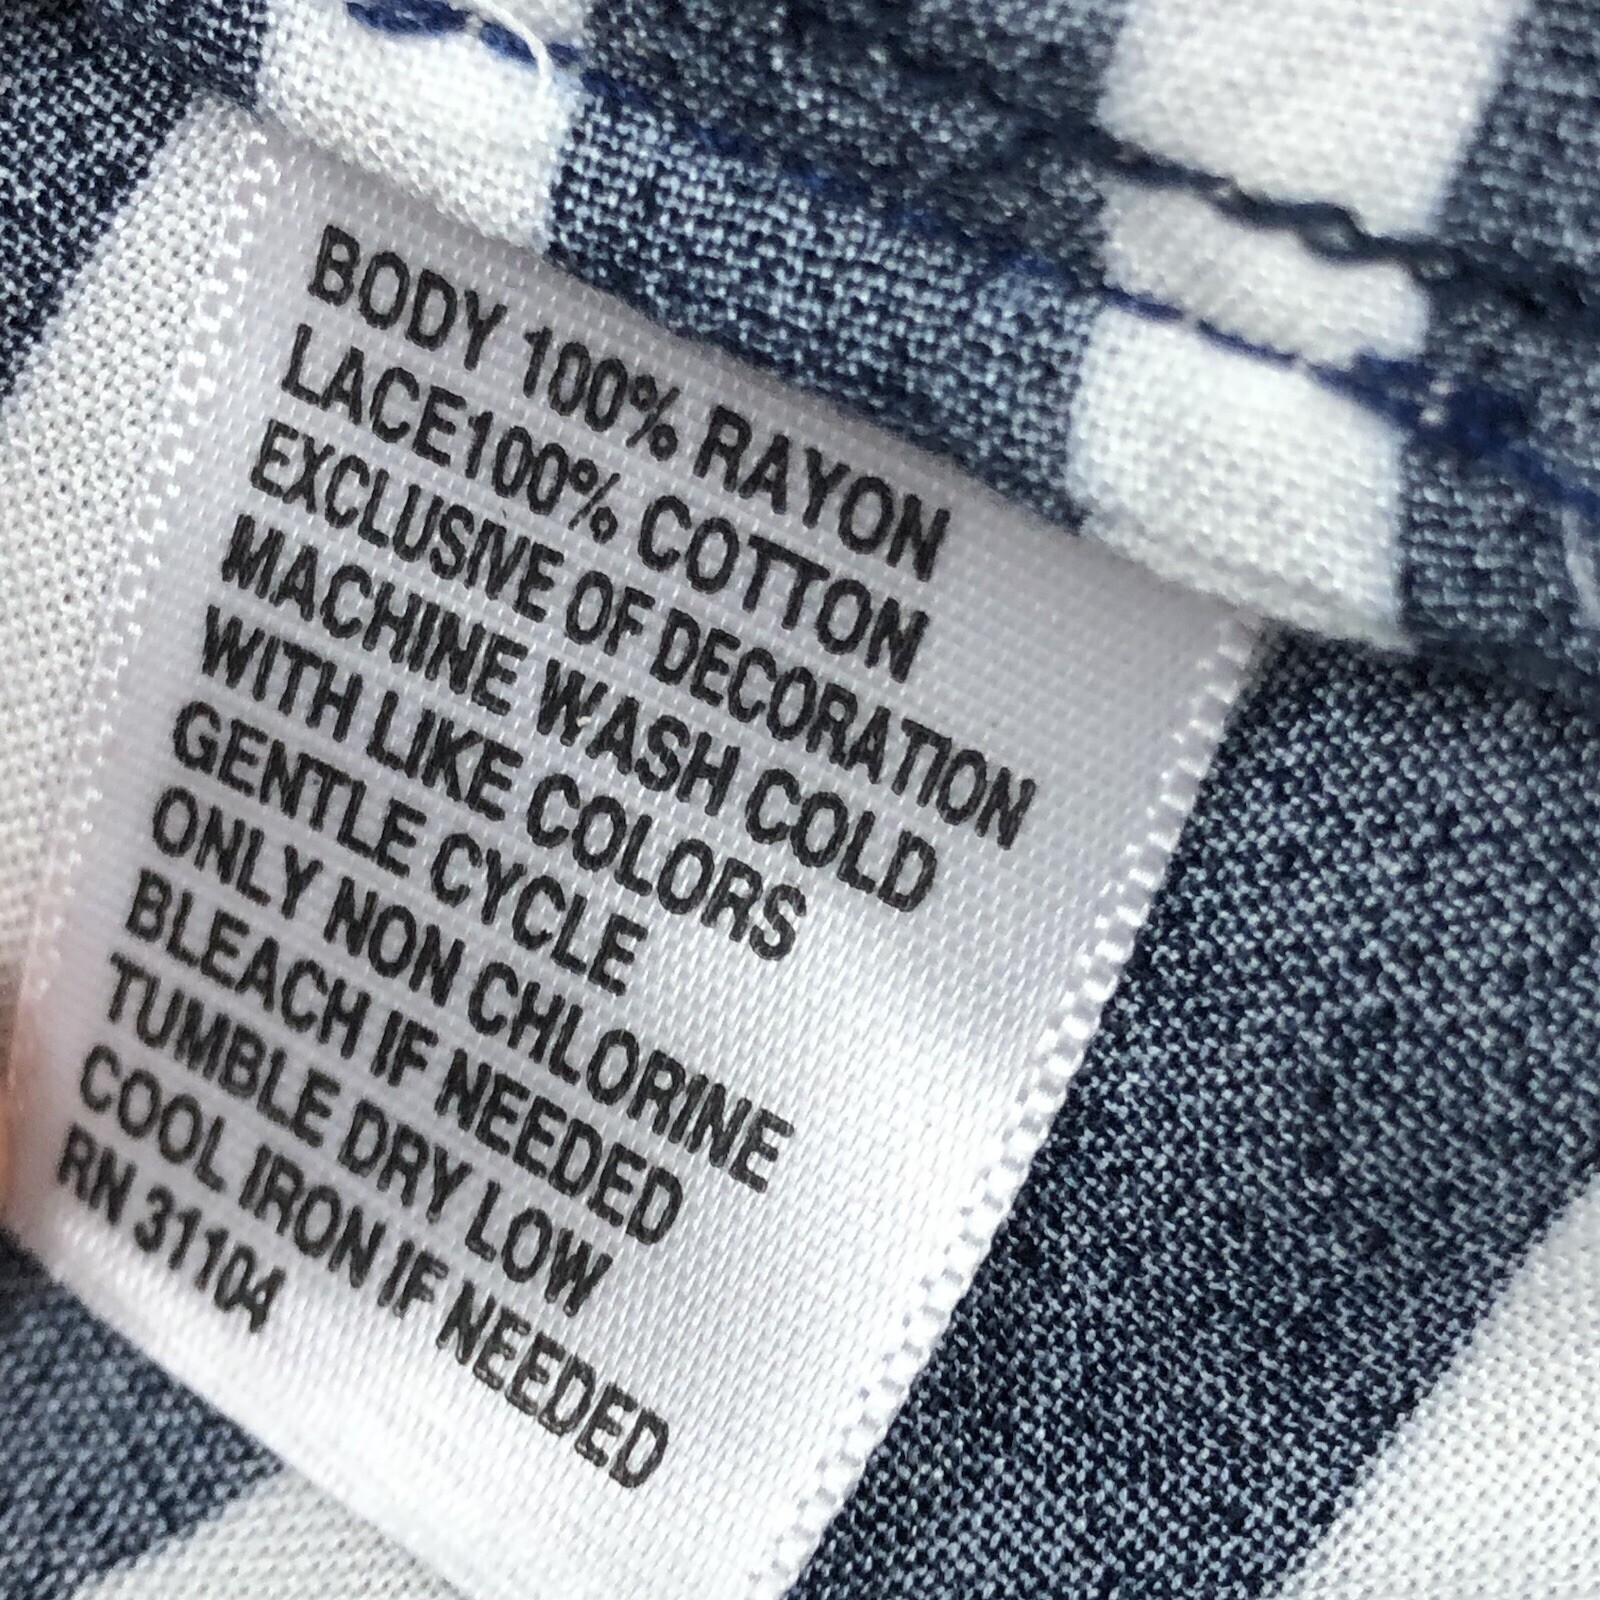 BODY 100% RAYON
LACE100% COTTON
EXCLUSIVE OF DECORATION
MACHINE WASH COLD
WITH LIKE COLORS
GENTLE CYCLE
ONLY NON CHLORINE
BLEACH IF NEEDED
TUMBLE DRY LOW
COOL IRON IF NEEDED
RN 31104